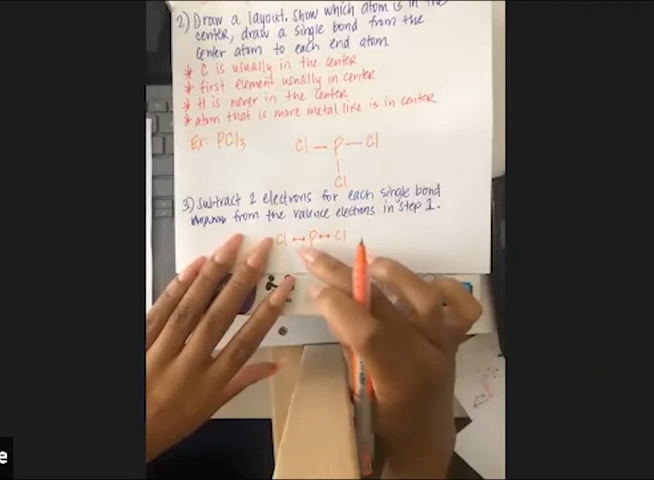 2) Draw a layout. Show which atom is in the
center, draw a single bond from the
center atom to each end atom
* C is usually in the center
* first element usually in center
* H is never in the center
* atom that is more metal like is in center
Ex: PCl3
Cl — P — Cl
|
Cl
3) Subtract 2 electrons for each single bond
from the valence electrons in step 1.
Cl P Cl
e